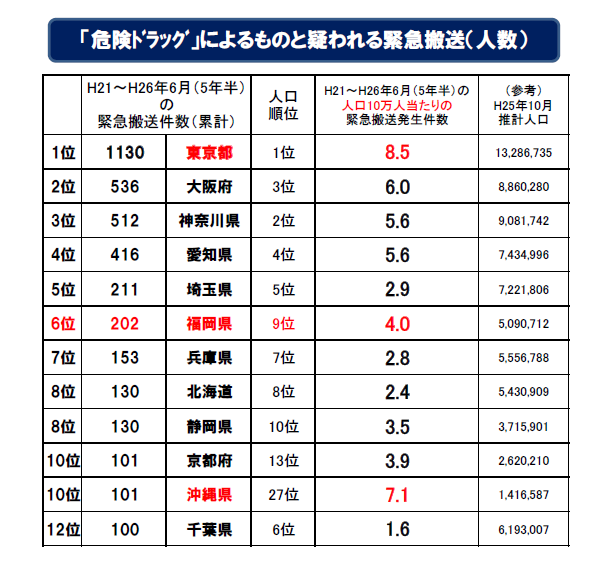 「危険ﾄﾞﾗｯｸﾞ」によるものと疑われる緊急搬送（人数）
H21～H26年6月（5年半）の緊急搬送件数（累計） 人口順位 H21～H26年6月（5年半）の人口10万人当たりの緊急搬送発生件数 （参考）H25年10月推計人口
1位 1130 東京都 1位 8.5 13,286,735
2位 536 大阪府 3位 6.0 8,860,280
3位 512 神奈川県 2位 5.6 9,081,742
4位 416 愛知県 4位 5.6 7,434,996
5位 211 埼玉県 5位 2.9 7,221,806
6位 202 福岡県 9位 4.0 5,090,712
7位 153 兵庫県 7位 2.8 5,556,788
8位 130 北海道 8位 2.4 5,430,909
8位 130 静岡県 10位 3.5 3,715,901
10位 101 京都府 13位 3.9 2,620,210
10位 101 沖縄県 27位 7.1 1,416,587
12位 100 千葉県 6位 1.6 6,193,007